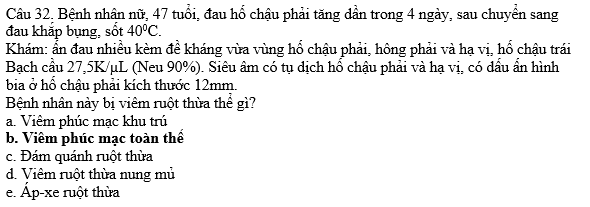 Câu 32. Bệnh nhân nữ, 47 tuổi, đau hố chậu phải tăng dần trong 4 ngày, sau chuyển sang
đau khắp bụng, sốt 40⁰C.
Khám: ấn đau nhiều kèm đề kháng vừa vùng hố chậu phải, hông phải và hạ vị, hố chậu trái
Bạch cầu 27,5K/µL (Neu 90%). Siêu âm có tụ dịch hố chậu phải và hạ vị, có dấu ấn hình
bia ở hố chậu phải kích thước 12mm.
Bệnh nhân này bị viêm ruột thừa thể gì?
a. Viêm phúc mạc khu trú
b. Viêm phúc mạc toàn thể
c. Đám quánh ruột thừa
d. Viêm ruột thừa nung mủ
e. Áp-xe ruột thừa